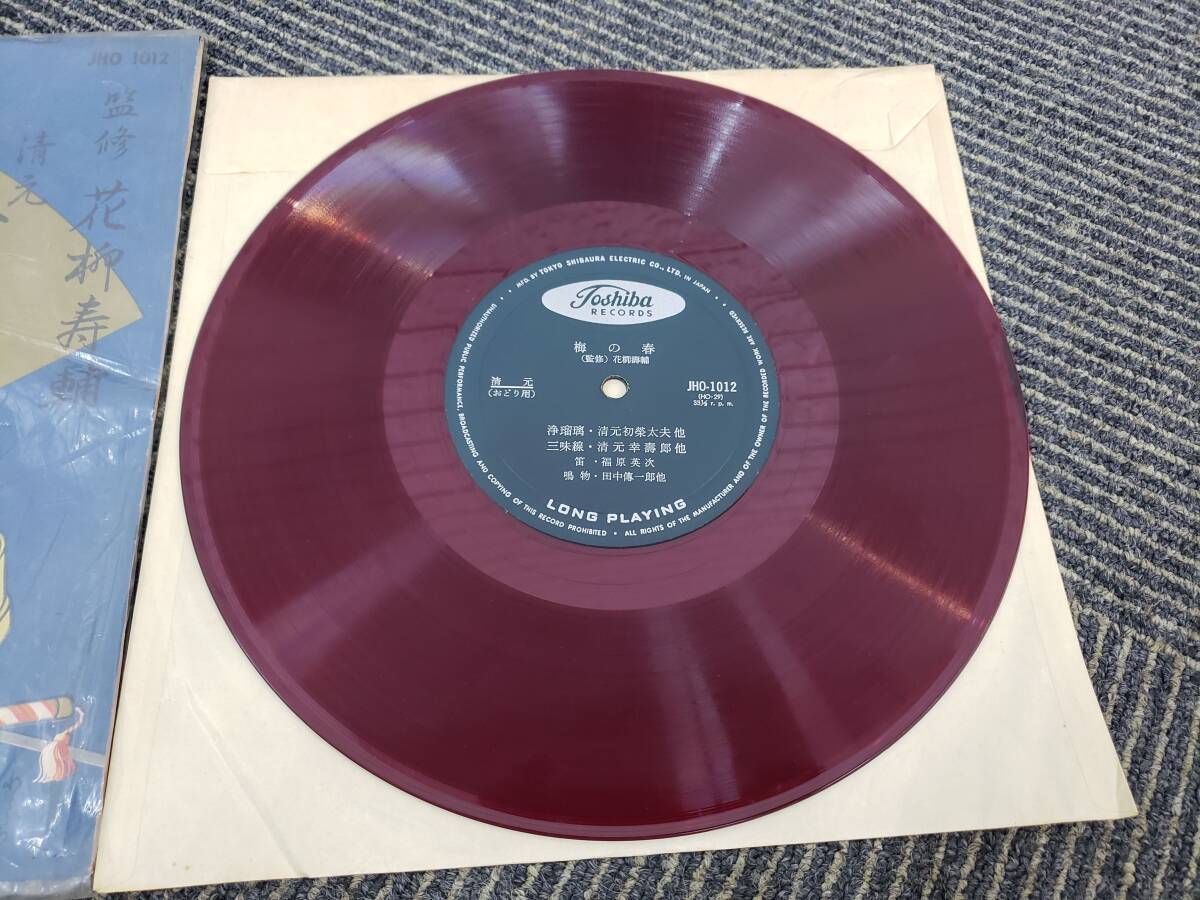 JHO 1012
監修 花柳寿輔
清元
MFD. BY TOKYO SHIBAURA ELECTRIC CO., LTD. IN JAPAN
Toshiba
RECORDS
梅の春
(監修) 花柳壽輔
清元
(おどり用)
JHO-1012
(HO-29)
33⅓ r. p. m.
浄瑠璃・清元初榮太夫他
三味線・清元幸壽郎他
笛・福原英次
鳴物・田中傳一郎他
LONG PLAYING
UNAUTHORIZED PUBLIC PERFORMANCE, BROADCASTING AND COPYING OF THIS RECORD PROHIBITED • ALL RIGHTS OF THE MANUFACTURER AND OF THE OWNER OF THE RECORDED WORK ARE RESERVED